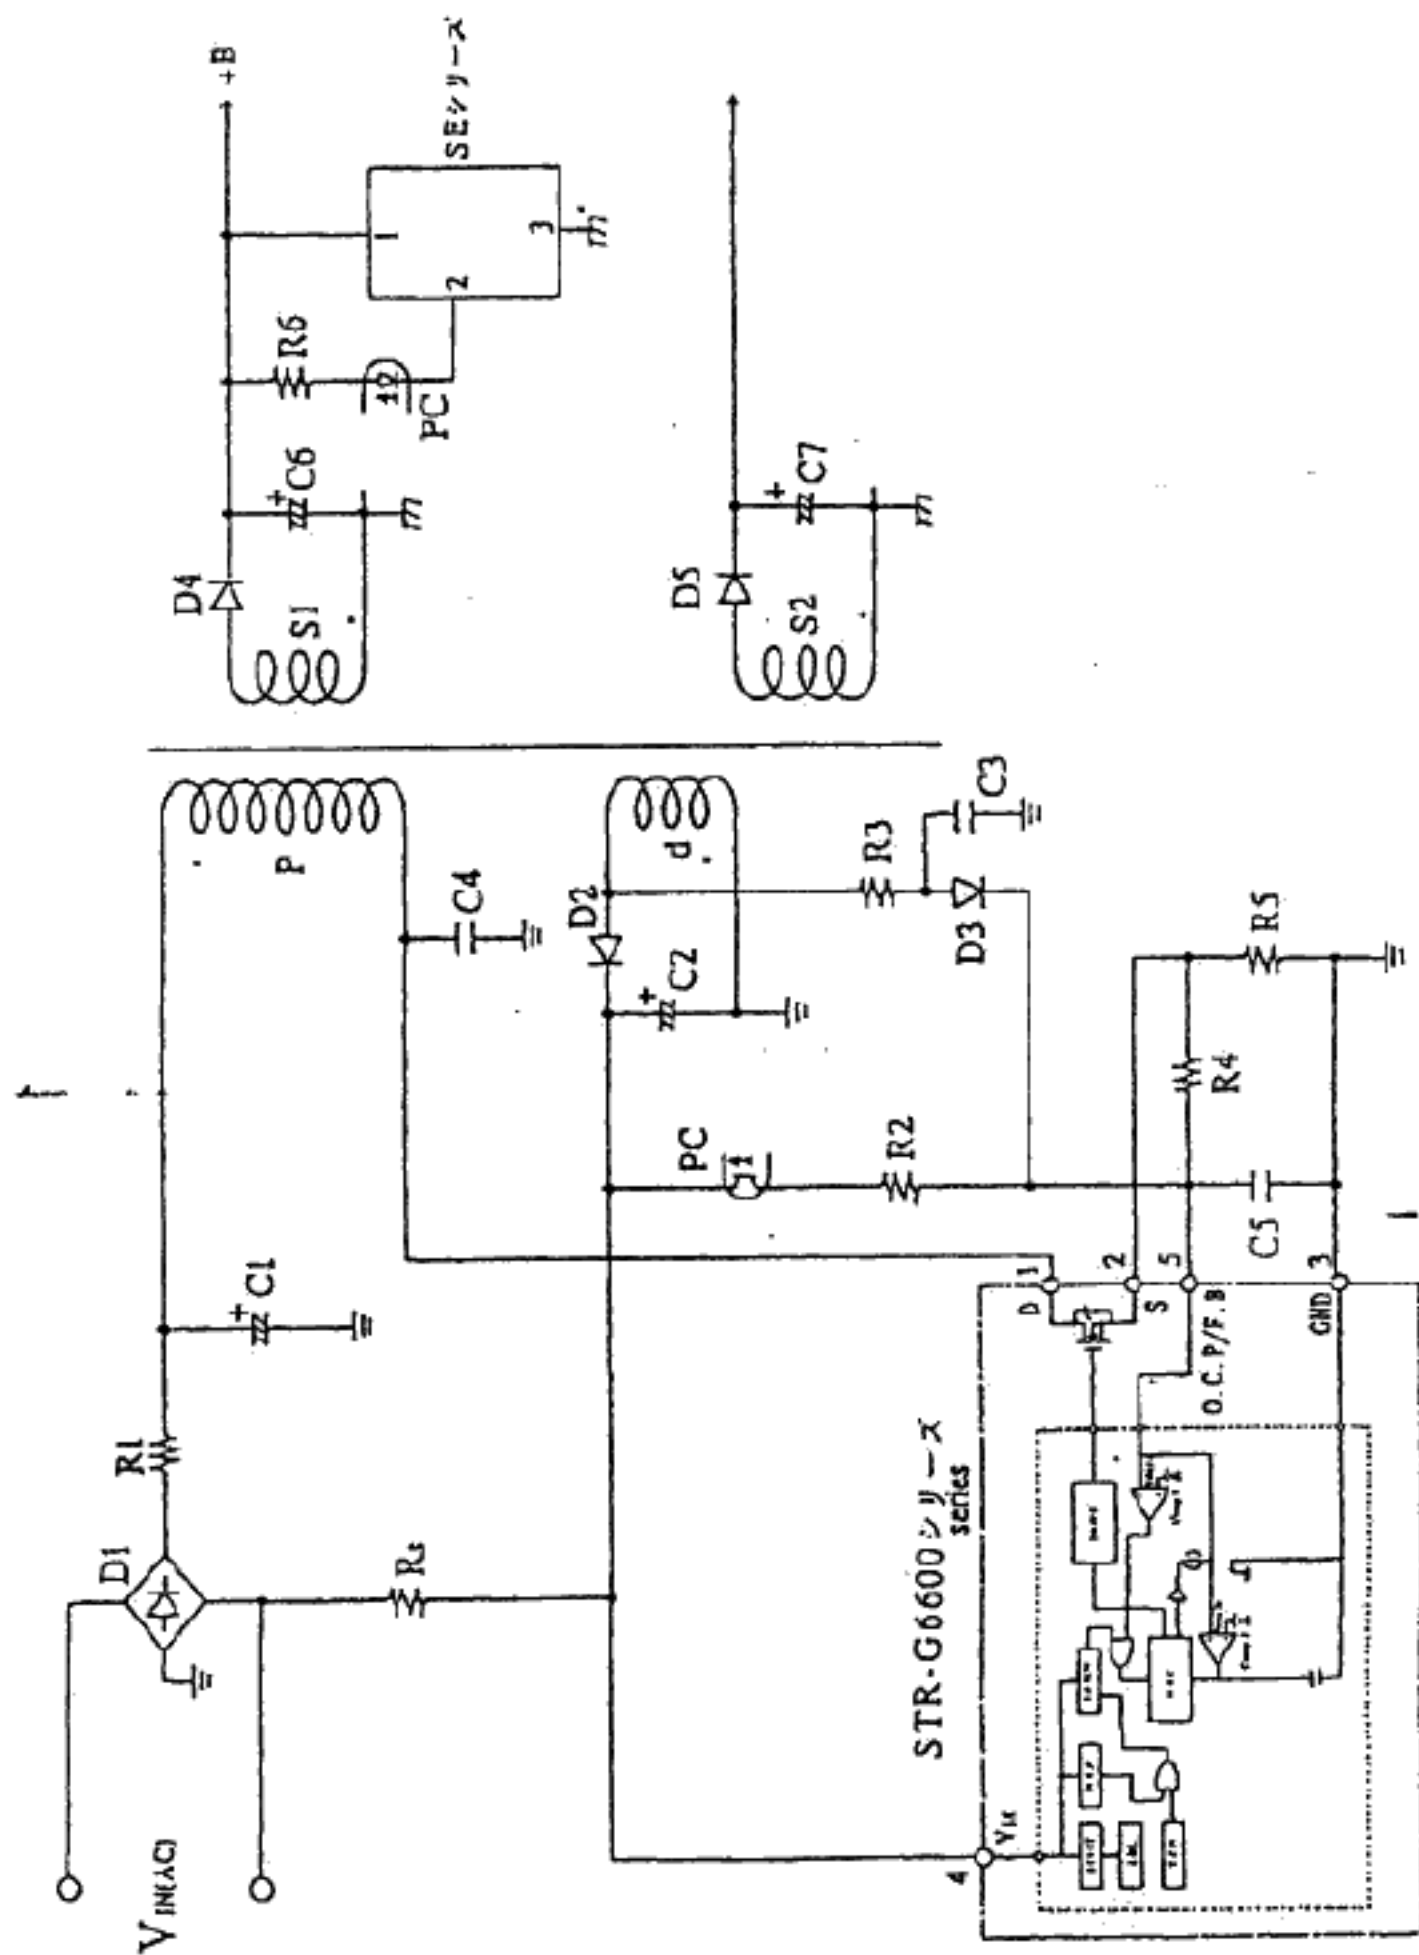 VIN(AC)
D1
R1
C1
Rs
P
C4
D2
C2
d
R3
C3
D3
PC
R2
R4
R5
C5
D4
S1
+
C6
R6
PC
+B
1
2
3
SEシリーズ
D5
S2
+
C7
STR-G6600シリーズ
series
4
VIN
D
1
S
2
O.C.P/F.B
5
GND
3